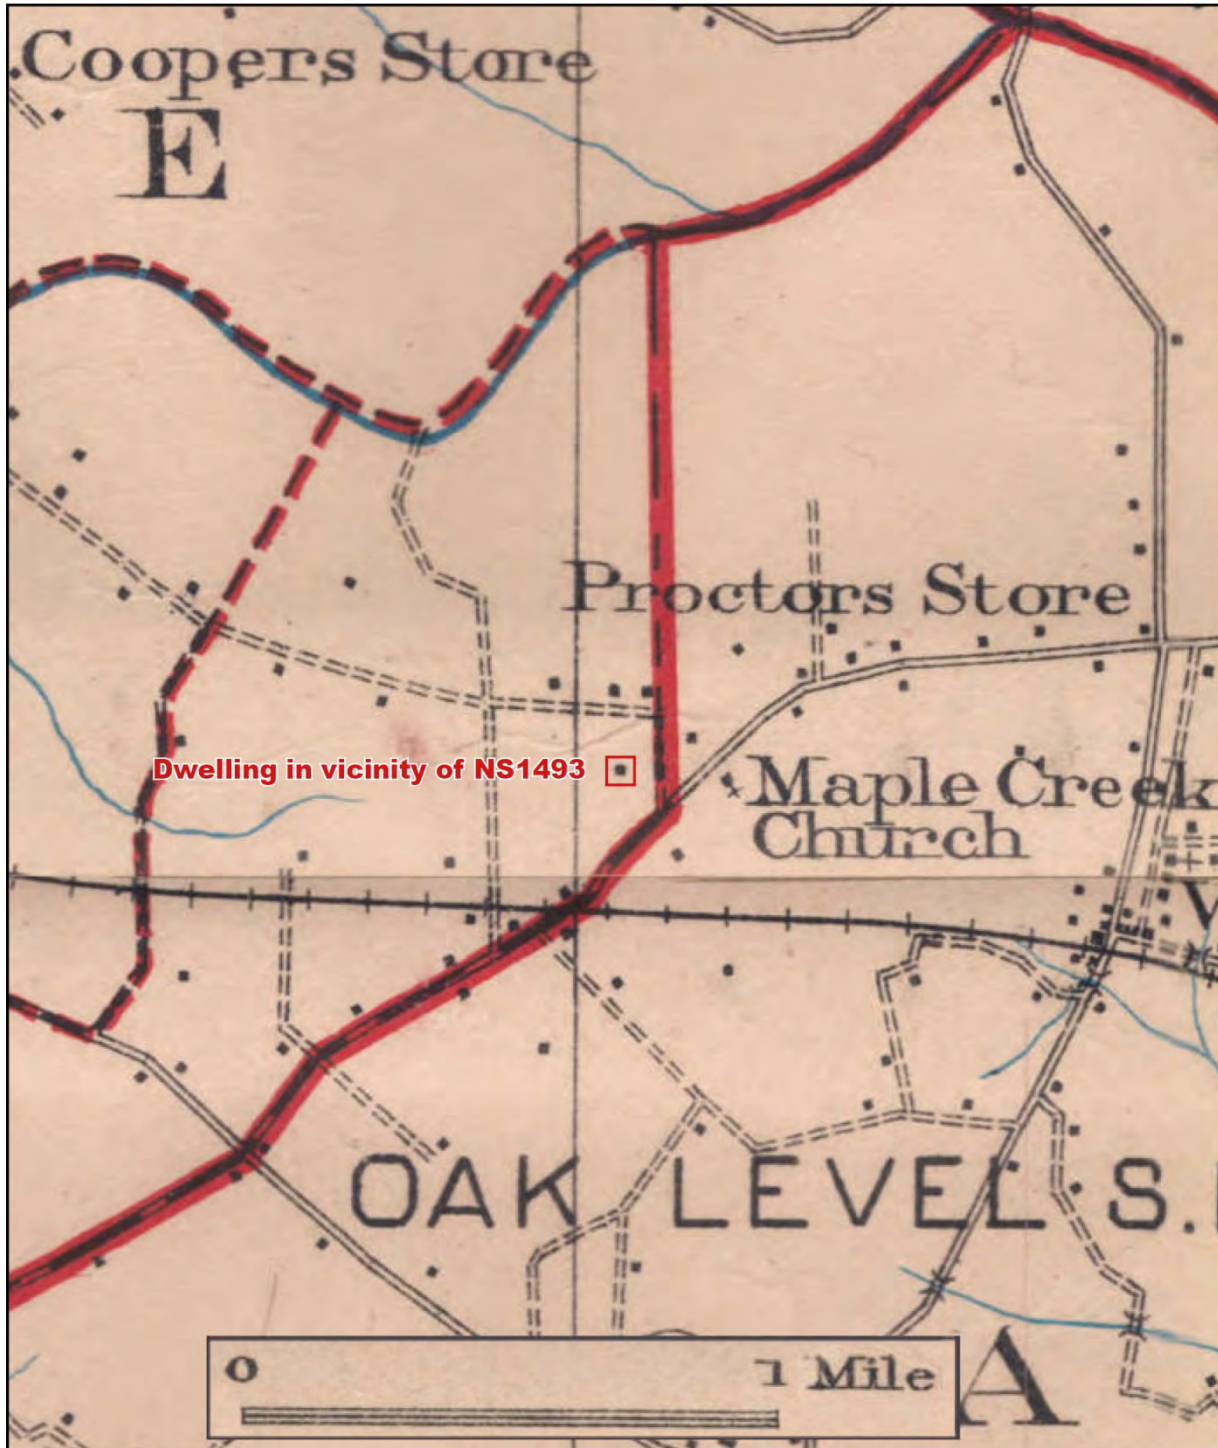 Coopers Store
E
Proctors Store
Dwelling in vicinity of NS1493
Maple Creek
Church
OAK LEVEL S.
A
0 1 Mile